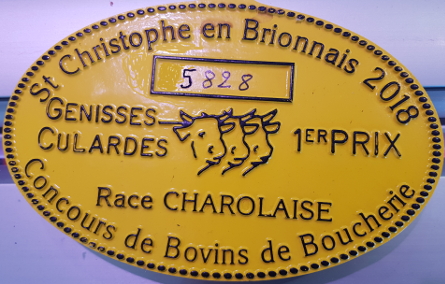 St Christophe en Brionnais 2018
5828
GENISSES
CULARDES
1ER PRIX
Race CHAROLAISE
Concours de Bovins de Boucherie